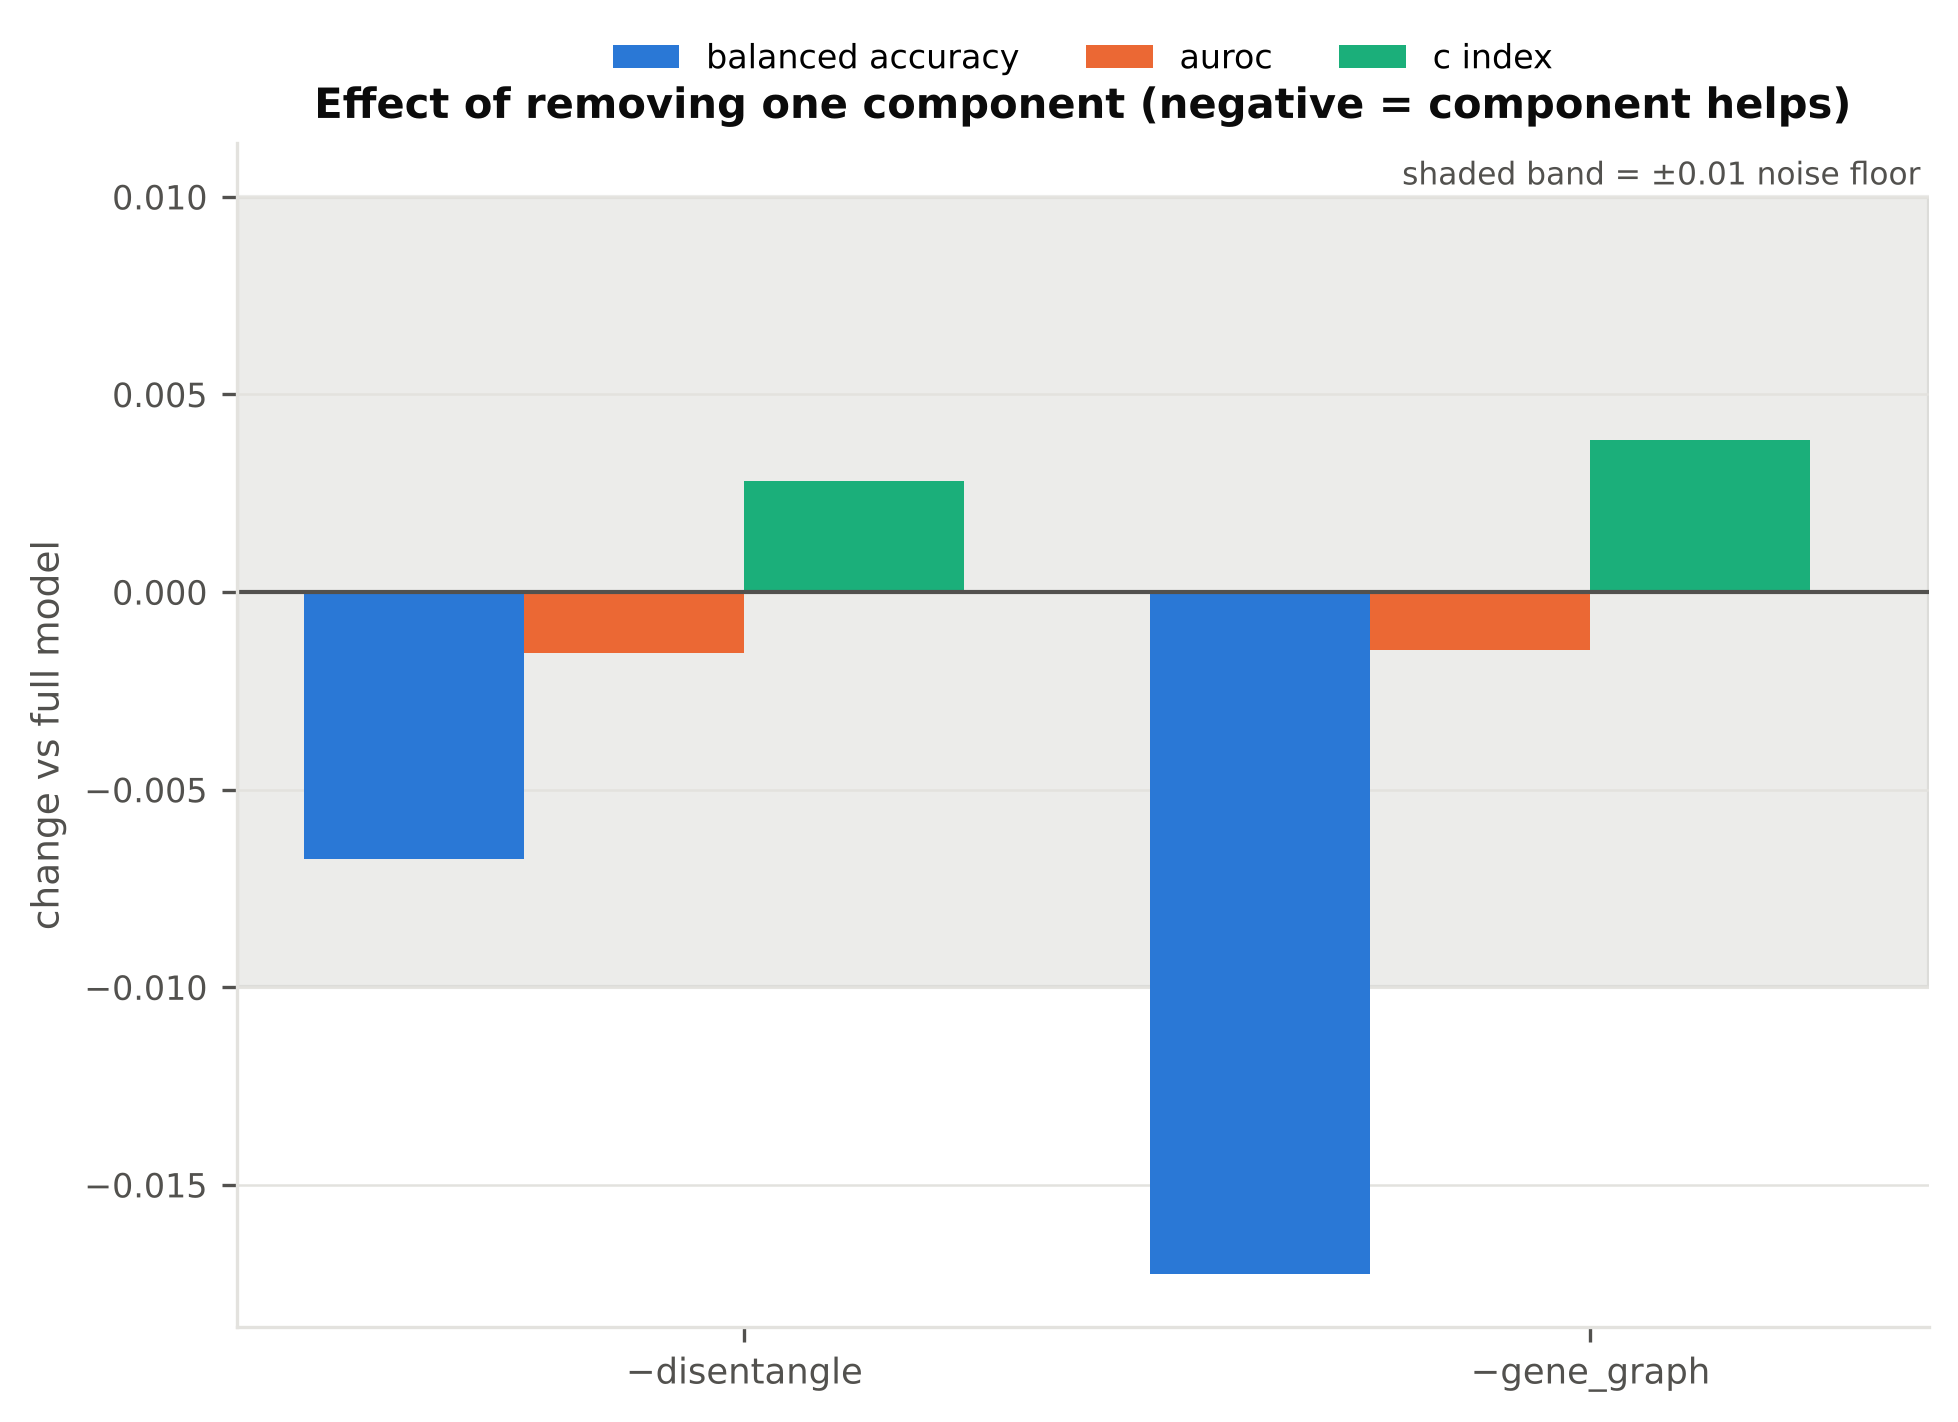 balanced accuracy auroc c index
Effect of removing one component (negative = component helps)
shaded band = ±0.01 noise floor
0.010
0.005
0.000
−0.005
−0.010
−0.015
change vs full model
−disentangle −gene_graph